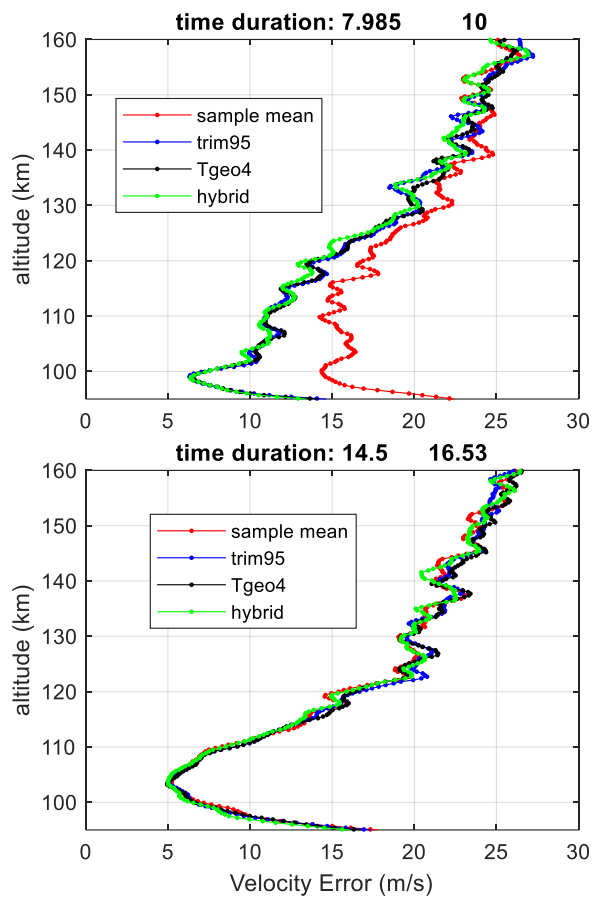 time duration: 7.985 10
160
150
140
130
120
110
100
altitude (km)
sample mean
trim95
Tgeo4
hybrid
0 5 10 15 20 25 30
time duration: 14.5 16.53
160
150
140
130
120
110
100
altitude (km)
sample mean
trim95
Tgeo4
hybrid
0 5 10 15 20 25 30
Velocity Error (m/s)